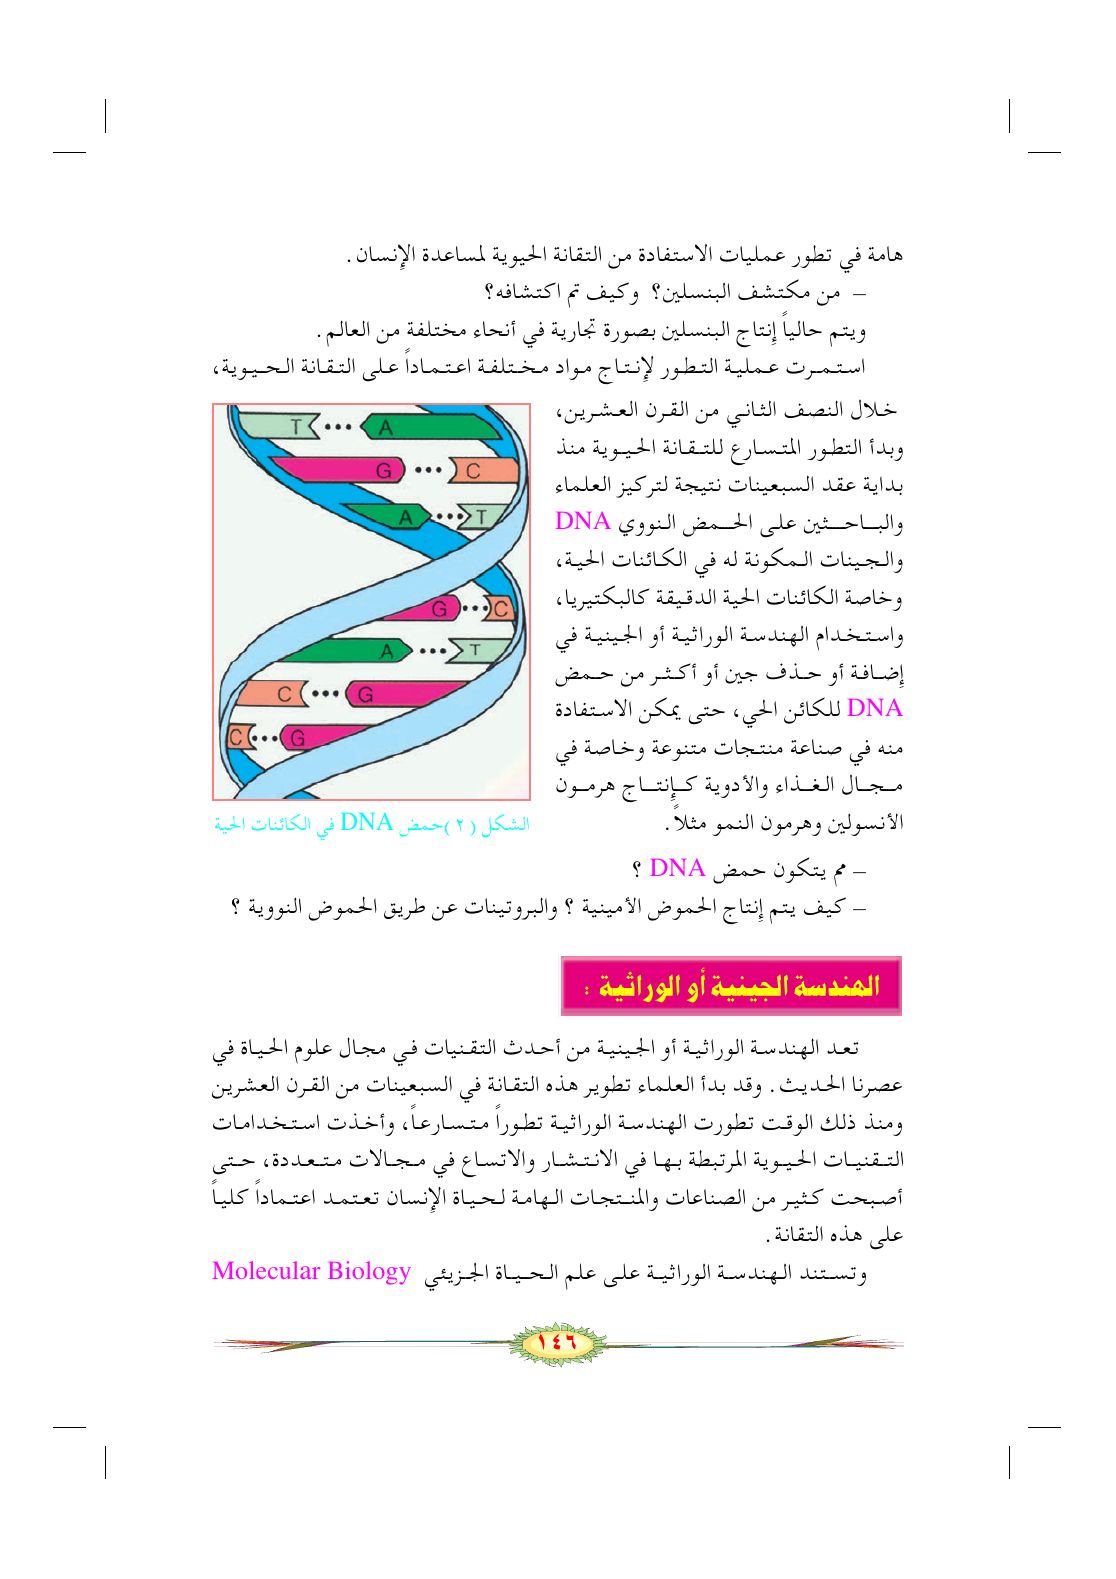 هامة في تطور عمليات الاستفادة من التقانة الحيوية لمساعدة الإنسان .
– من مكتشف البنسلين؟ وكيف تم اكتشافه؟
ويتم حالياً إنتاج البنسلين بصورة تجارية في أنحاء مختلفة من العالم .
استمرت عملية التطور لإنتاج مواد مختلفة اعتماداً على التقانة الحيوية،
خلال النصف الثاني من القرن العشرين،
وبدأ التطور المتسارع للتقانة الحيوية منذ
بداية عقد السبعينات نتيجة لتركيز العلماء
والباحثين على الحمض النووي DNA
والجينات المكونة له في الكائنات الحية،
وخاصة الكائنات الحية الدقيقة كالبكتيريا،
واستخدام الهندسة الوراثية أو الجينية في
إضافة أو حذف جين أو أكثر من حمض
DNA للكائن الحي، حتى يمكن الاستفادة
منه في صناعة منتجات متنوعة وخاصة في
مجال الغذاء والأدوية كإنتاج هرمون
الأنسولين وهرمون النمو مثلاً .
T ••• A
G ••• C
A ••• T
G ••• C
A ••• T
C ••• G
C ••• G
الشكل ( ٢ )حمض DNA في الكائنات الحية
– مم يتكون حمض DNA ؟
– كيف يتم إنتاج الحموض الأمينية ؟ والبروتينات عن طريق الحموض النووية ؟
الهندسة الجينية أو الوراثية :
تعد الهندسة الوراثية أو الجينية من أحدث التقنيات في مجال علوم الحياة في
عصرنا الحديث . وقد بدأ العلماء تطوير هذه التقانة في السبعينات من القرن العشرين
ومنذ ذلك الوقت تطورت الهندسة الوراثية تطوراً متسارعاً، وأخذت استخدامات
التقنيات الحيوية المرتبطة بها في الانتشار والاتساع في مجالات متعددة، حتى
أصبحت كثير من الصناعات والمنتجات الهامة لحياة الإنسان تعتمد اعتماداً كلياً
على هذه التقانة .
وتستند الهندسة الوراثية على علم الحياة الجزيئي Molecular Biology
١٤٦